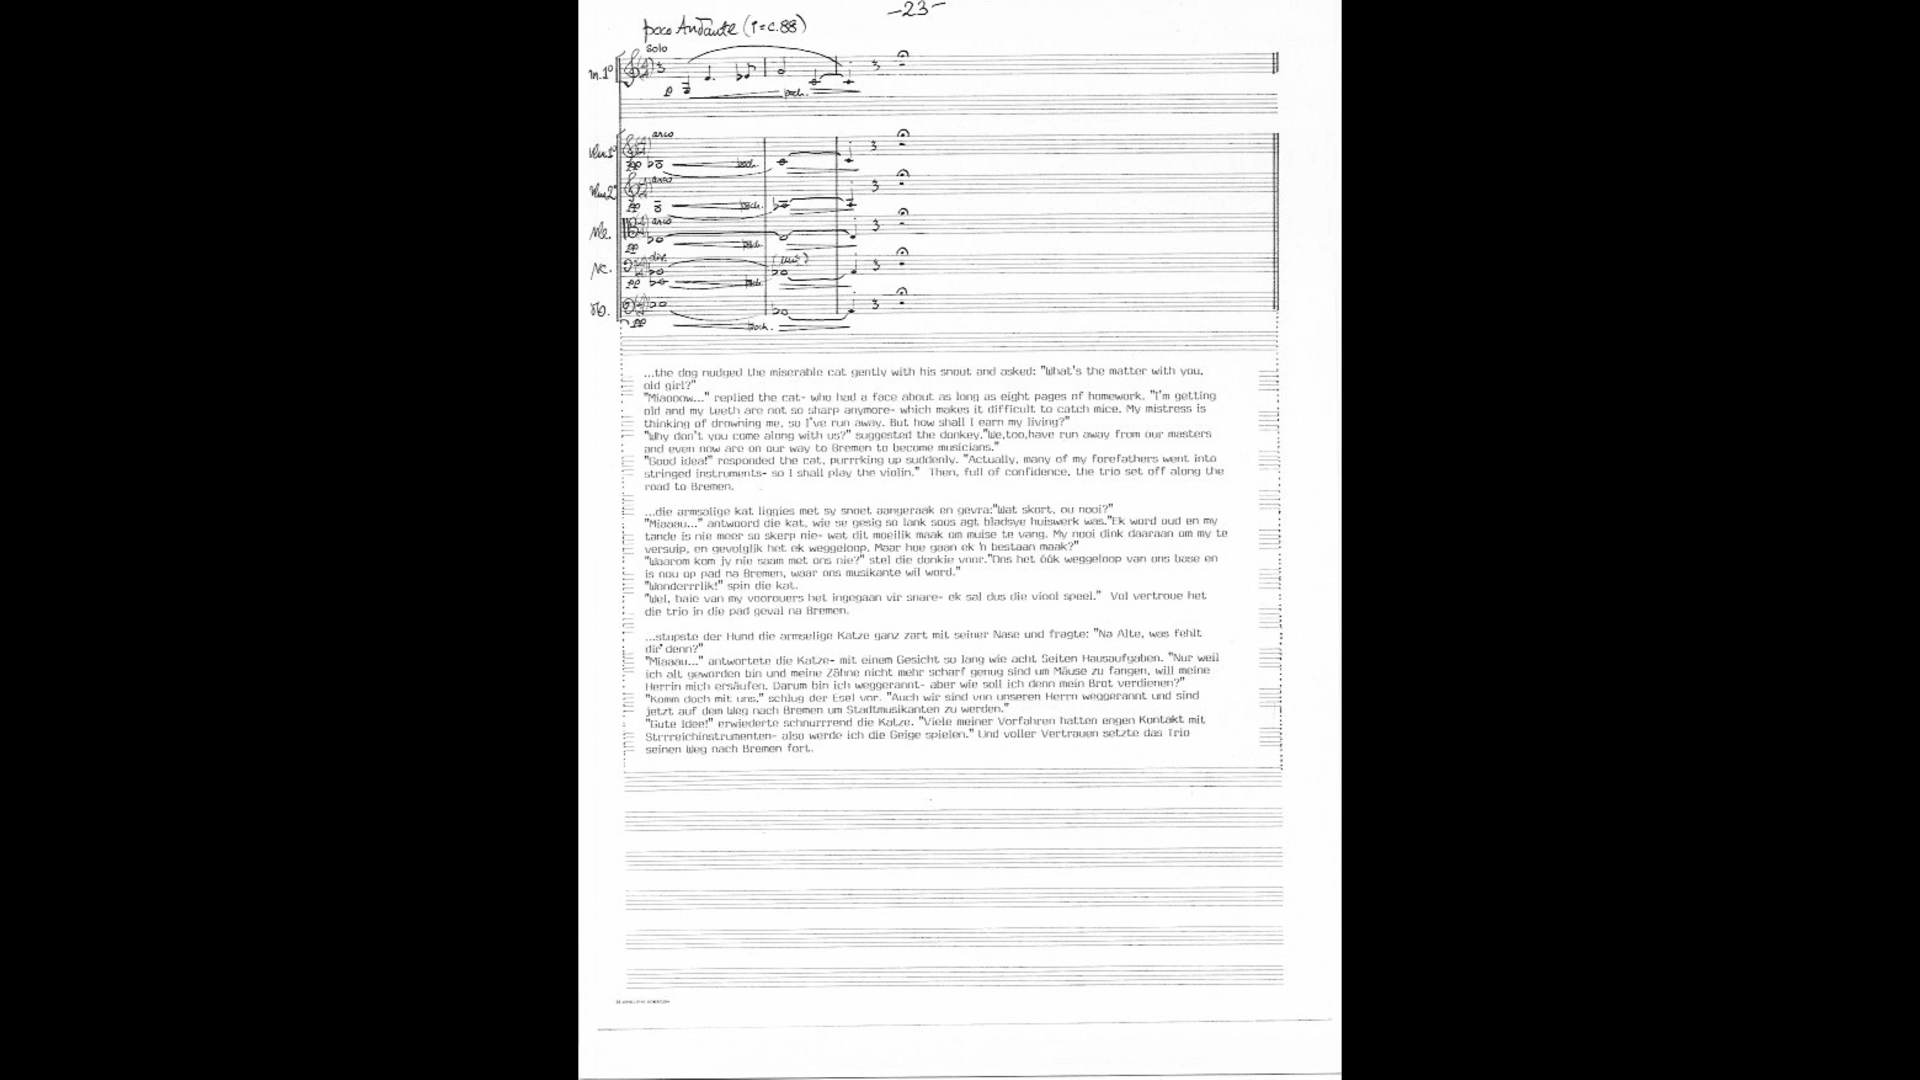 -23-
poco Andante (♩=c.88)
Solo
p
poch.
arco
pp
poch.
arco
pp
poch.
arco
pp
poch.
div.
(uniš)
pp
poch.
pp
poch.
...the dog nudged the miserable cat gently with his snout and asked: "What's the matter with you,
old girl?"
"Miaooow..." replied the cat- who had a face about as long as eight pages of homework. "I'm getting
old and my teeth are not so sharp anymore- which makes it difficult to catch mice. My mistress is
thinking of drowning me, so I've run away. But how shall I earn my living?"
"Why don't you come along with us?" suggested the donkey."We,too,have run away from our masters
and even now are on our way to Bremen to become musicians."
"Good idea!" responded the cat, purrrking up suddenly. "Actually, many of my forefathers went into
stringed instruments- so I shall play the violin." Then, full of confidence, the trio set off along the
road to Bremen.
...die armsalige kat liggies met sy snoet aangeraak en gevra:"Wat skort, ou nooi?"
"Miaaau..." antwoord die kat, wie se gesig so lank soos agt bladsye huiswerk was."Ek word oud en my
tande is nie meer so skerp nie- wat dit moeilik maak om muise te vang. My nooi dink daaraan om my te
versuip, en gevolglik het ek weggeloop. Maar hoe gaan ek 'n bestaan maak?"
"Waarom kom jy nie saam met ons nie?" stel die donkie voor."Ons het óók weggeloop van ons base en
is nou op pad na Bremen, waar ons musikante wil word."
"Wonderrrlik!" spin die kat.
"Wel, baie van my voorouers het ingegaan vir snare- ek sal dus die viool speel." Vol vertroue het
die trio in die pad geval na Bremen.
...stupste der Hund die armselige Katze ganz zart mit seiner Nase und fragte: "Na Alte, was fehlt
dir denn?"
"Miaaau..." antwortete die Katze- mit einem Gesicht so lang wie acht Seiten Hausaufgaben. "Nur weil
ich alt geworden bin und meine Zähne nicht mehr scharf genug sind um Mäuse zu fangen, will meine
Herrin mich ersäufen. Darum bin ich weggerannt- aber wie soll ich denn mein Brot verdienen?"
"Komm doch mit uns," schlug der Esel vor. "Auch wir sind von unseren Herrn weggerannt und sind
jetzt auf dem Weg nach Bremen um Stadtmusikanten zu werden."
"Gute Idee!" erwiederte schnurrrend die Katze. "Viele meiner Vorfahren hatten engen Kontakt mit
Strrreichinstrumenten- also werde ich die Geige spielen." Und voller Vertrauen setzte das Trio
seinen Weg nach Bremen fort.